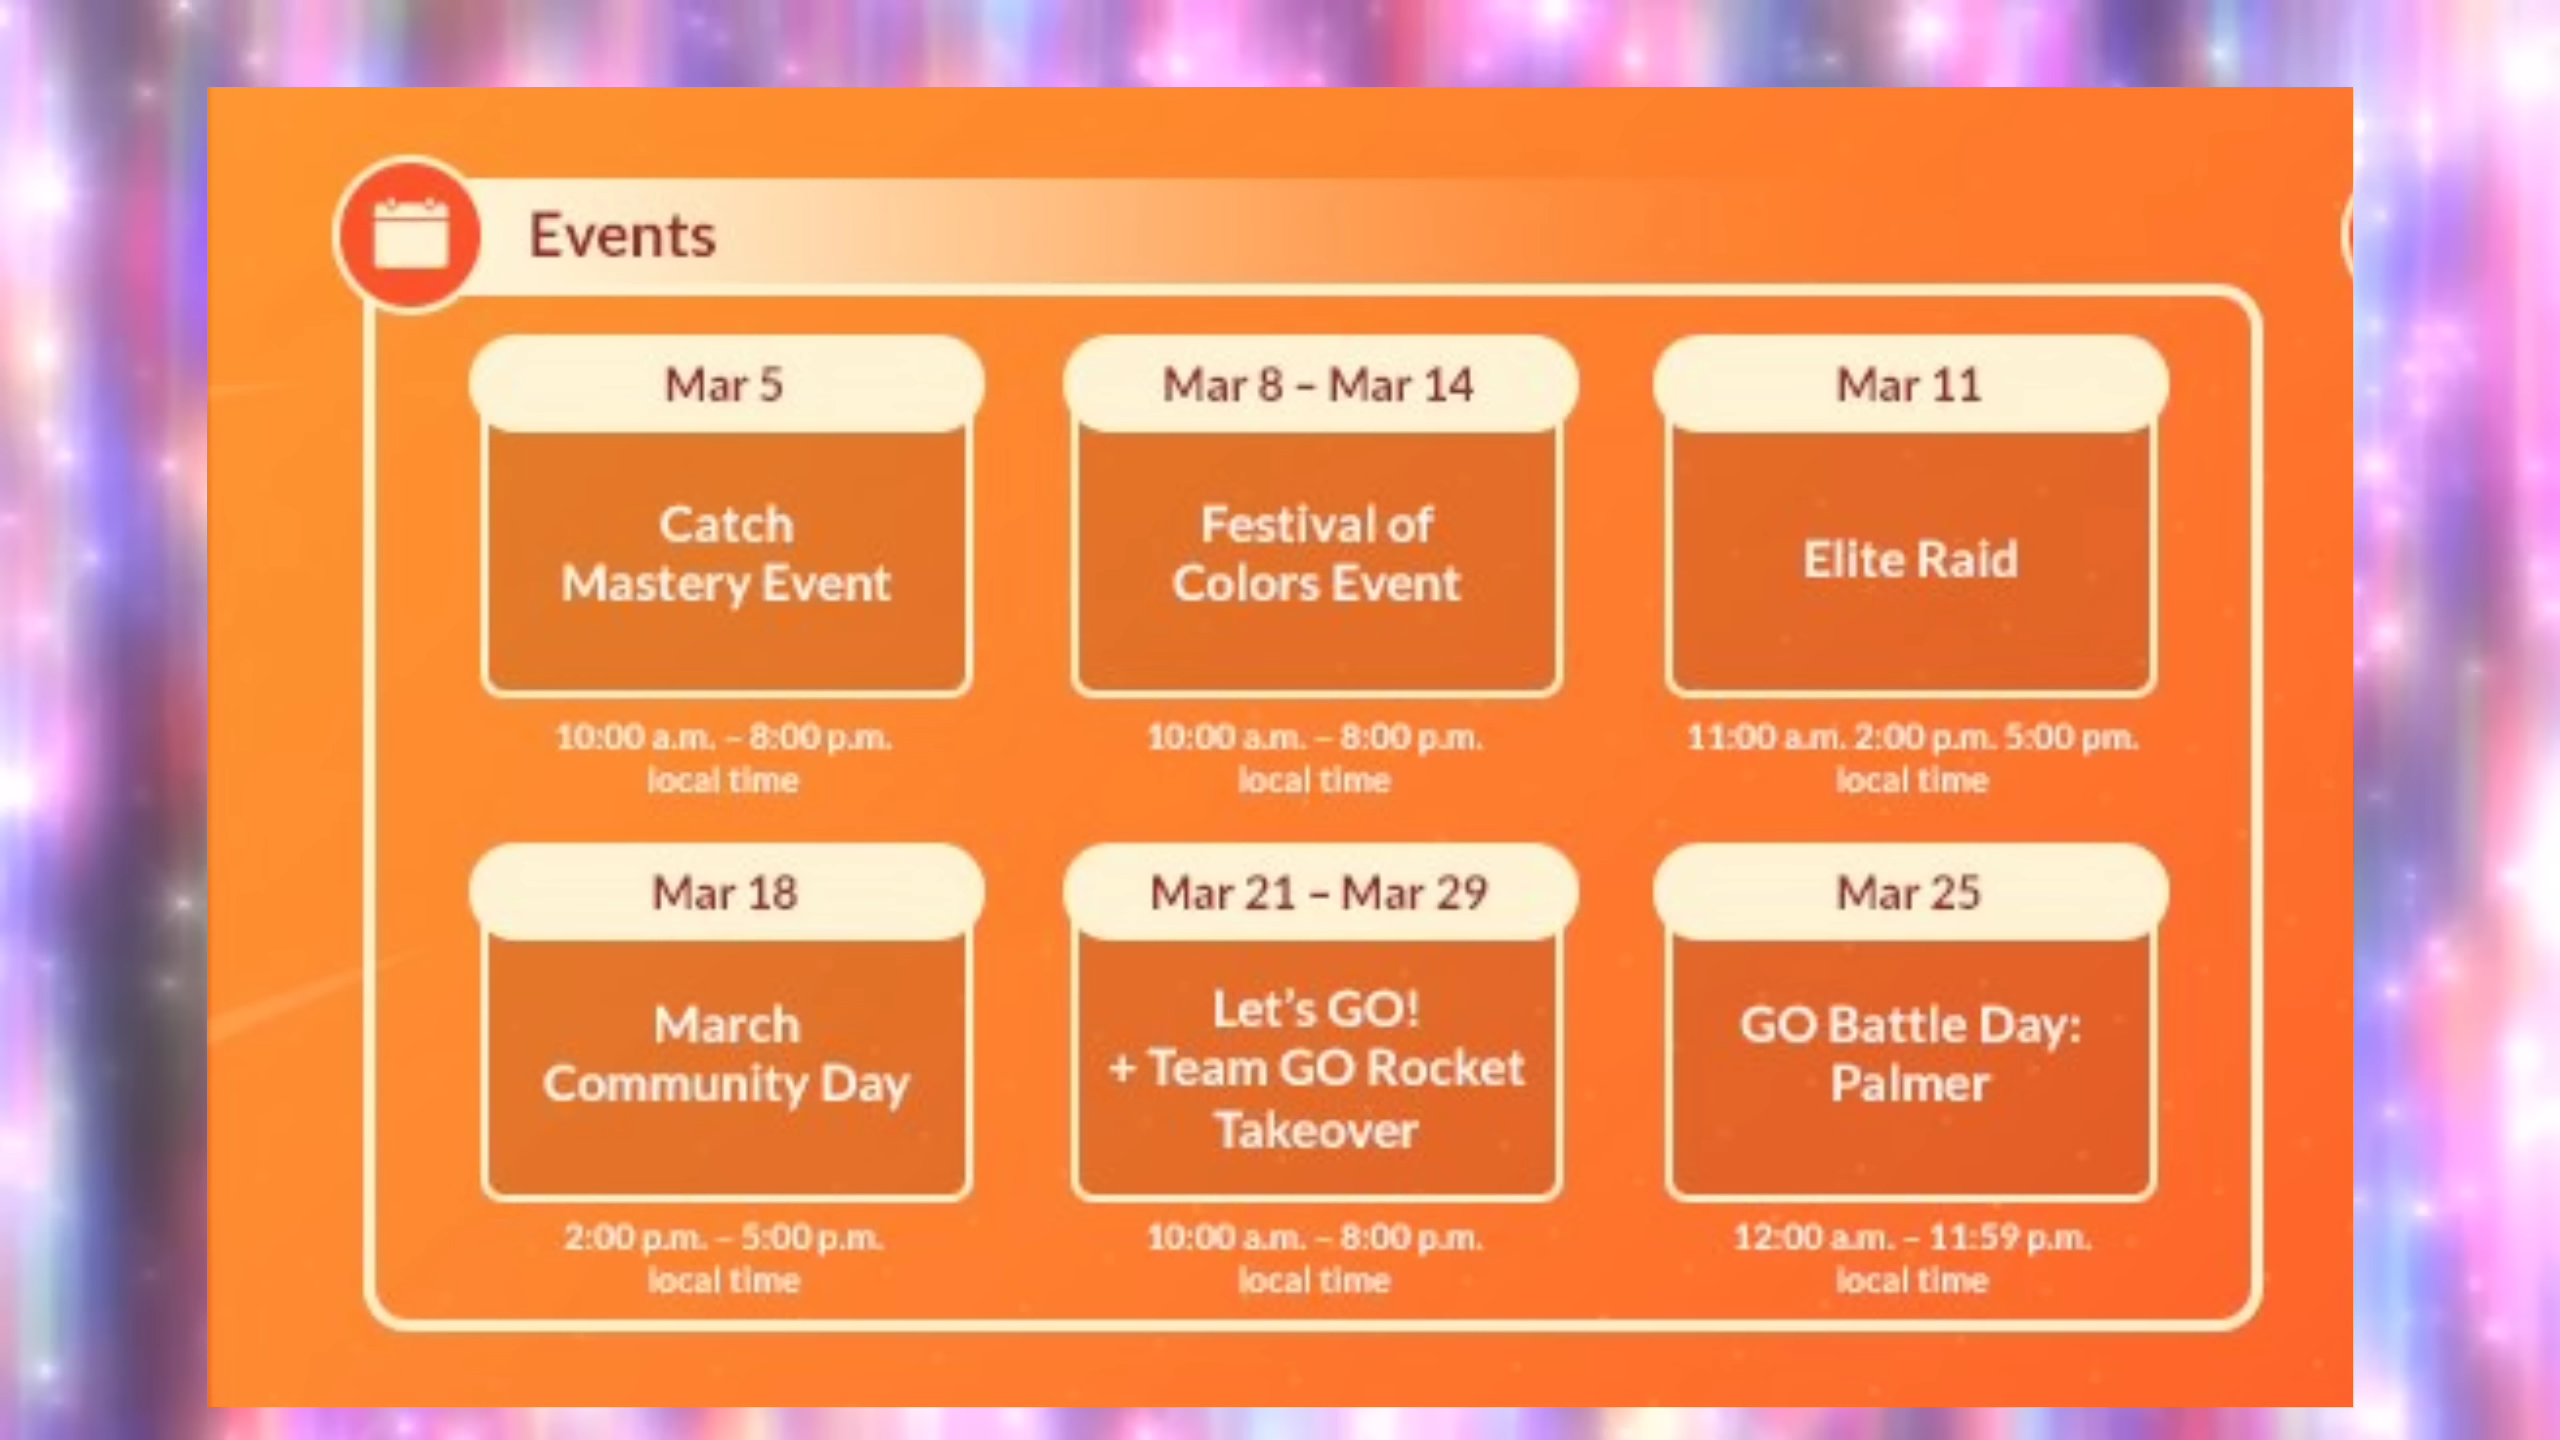 Events
Mar 5
Catch
Mastery Event
10:00 a.m. – 8:00 p.m.
local time
Mar 8 – Mar 14
Festival of
Colors Event
10:00 a.m. – 8:00 p.m.
local time
Mar 11
Elite Raid
11:00 a.m. 2:00 p.m. 5:00 pm.
local time
Mar 18
March
Community Day
2:00 p.m. – 5:00 p.m.
local time
Mar 21 – Mar 29
Let’s GO!
+ Team GO Rocket
Takeover
10:00 a.m. – 8:00 p.m.
local time
Mar 25
GO Battle Day:
Palmer
12:00 a.m. – 11:59 p.m.
local time